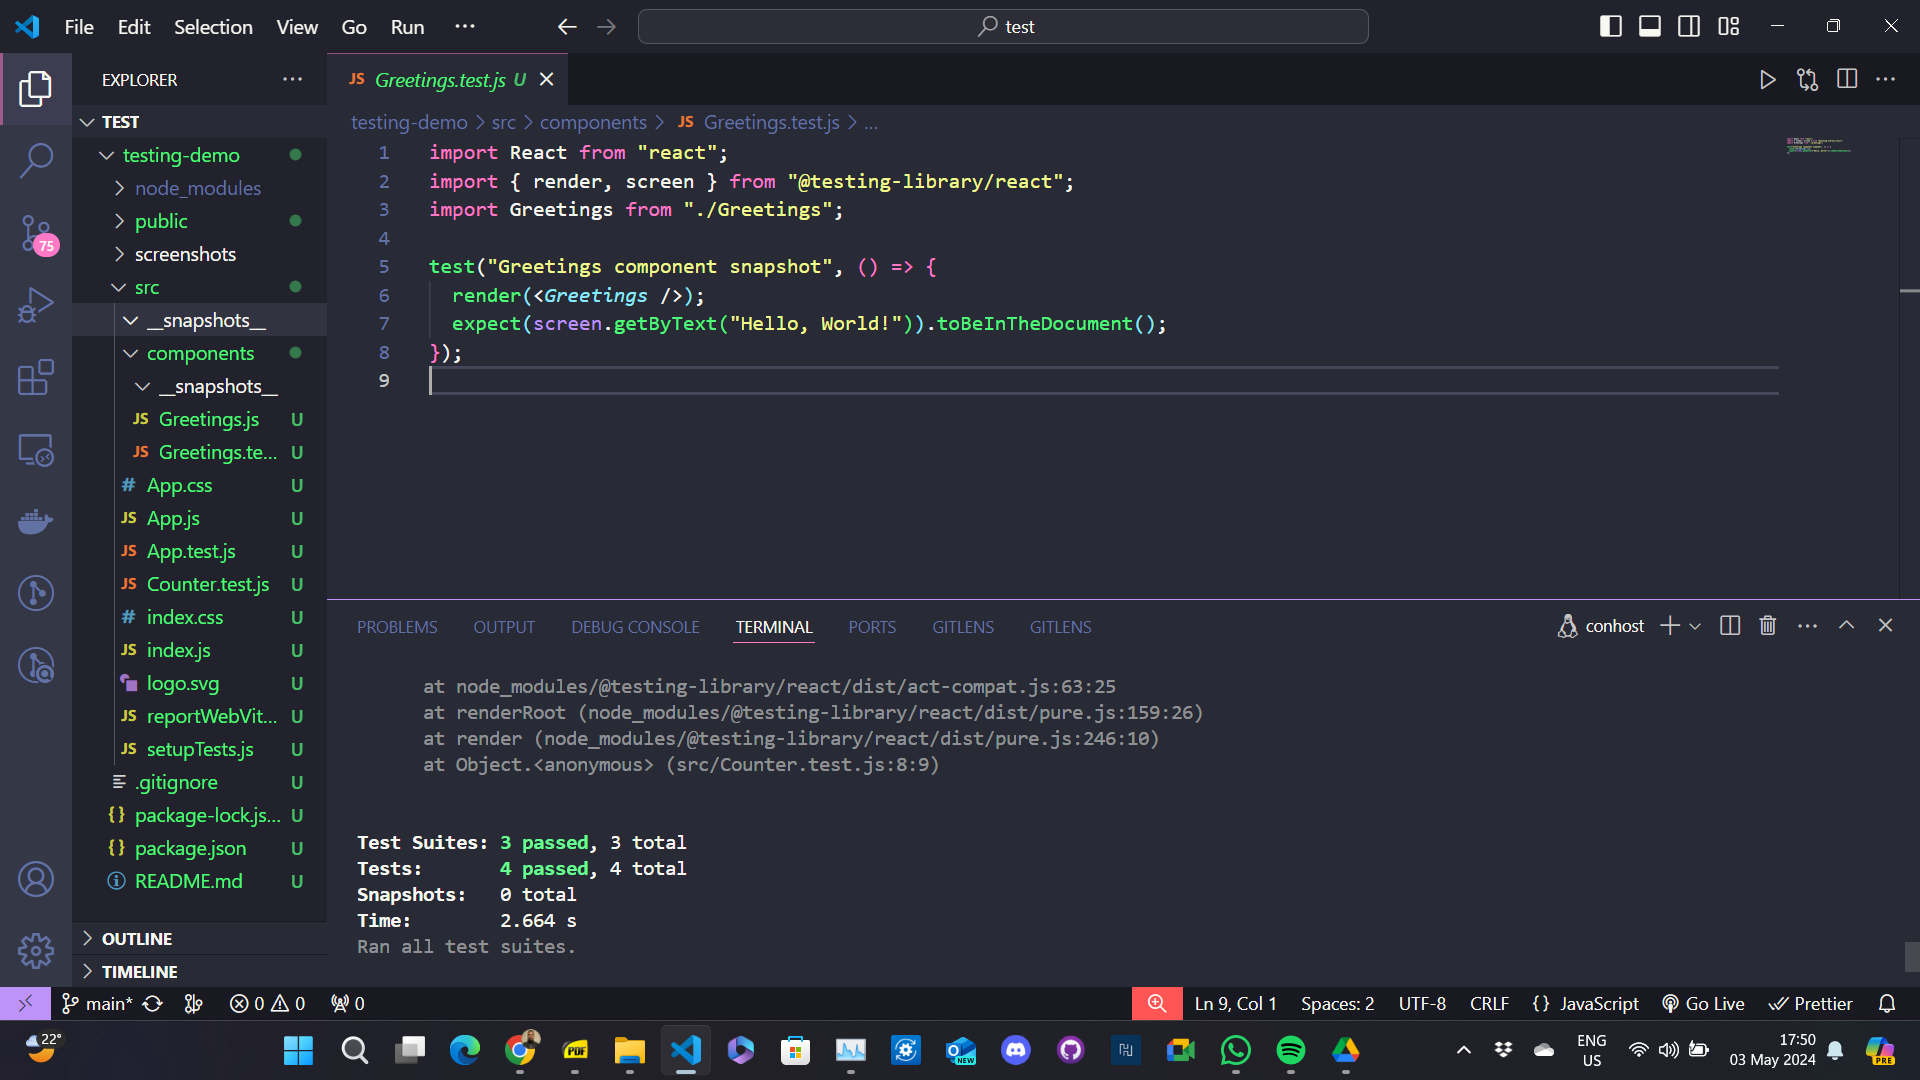 File Edit Selection View Go Run ···
test
EXPLORER
TEST
testing-demo
node_modules
public
screenshots
src
__snapshots__
components
__snapshots__
JS Greetings.js U
JS Greetings.te... U
# App.css U
JS App.js U
JS App.test.js U
JS Counter.test.js U
# index.css U
JS index.js U
logo.svg U
JS reportWebVit... U
JS setupTests.js U
.gitignore U
{} package-lock.js... U
{} package.json U
README.md U
OUTLINE
TIMELINE
75
JS Greetings.test.js U
testing-demo > src > components > JS Greetings.test.js > ...
1 import React from "react";
2 import { render, screen } from "@testing-library/react";
3 import Greetings from "./Greetings";
4
5 test("Greetings component snapshot", () => {
6 render(<Greetings />);
7 expect(screen.getByText("Hello, World!")).toBeInTheDocument();
8 });
9
PROBLEMS OUTPUT DEBUG CONSOLE TERMINAL PORTS GITLENS GITLENS
conhost
at node_modules/@testing-library/react/dist/act-compat.js:63:25
at renderRoot (node_modules/@testing-library/react/dist/pure.js:159:26)
at render (node_modules/@testing-library/react/dist/pure.js:246:10)
at Object.<anonymous> (src/Counter.test.js:8:9)
Test Suites: 3 passed, 3 total
Tests: 4 passed, 4 total
Snapshots: 0 total
Time: 2.664 s
Ran all test suites.
main* 0 0 0
Ln 9, Col 1 Spaces: 2 UTF-8 CRLF {} JavaScript Go Live Prettier
22°
PDF
NEW
ENG
US
17:50
03 May 2024
PRE